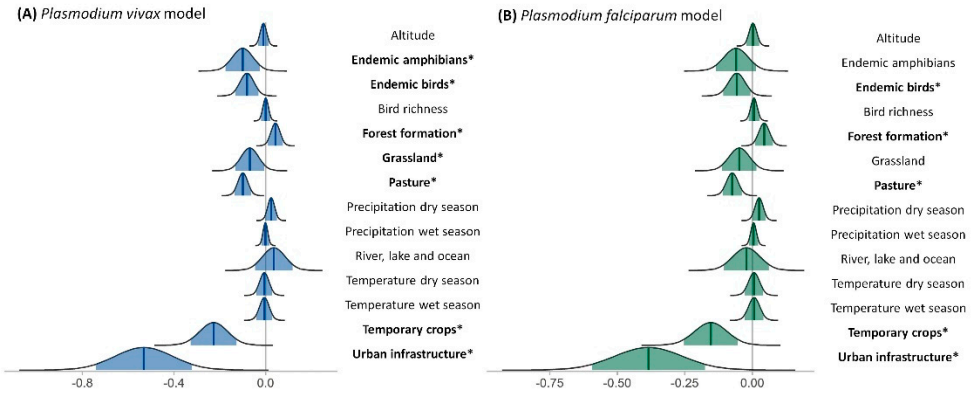 (A) Plasmodium vivax model
Altitude
Endemic amphibians*
Endemic birds*
Bird richness
Forest formation*
Grassland*
Pasture*
Precipitation dry season
Precipitation wet season
River, lake and ocean
Temperature dry season
Temperature wet season
Temporary crops*
Urban infrastructure*
-0.8 -0.4 0.0
(B) Plasmodium falciparum model
Altitude
Endemic amphibians
Endemic birds*
Bird richness
Forest formation*
Grassland
Pasture*
Precipitation dry season
Precipitation wet season
River, lake and ocean
Temperature dry season
Temperature wet season
Temporary crops*
Urban infrastructure*
-0.75 -0.50 -0.25 0.00